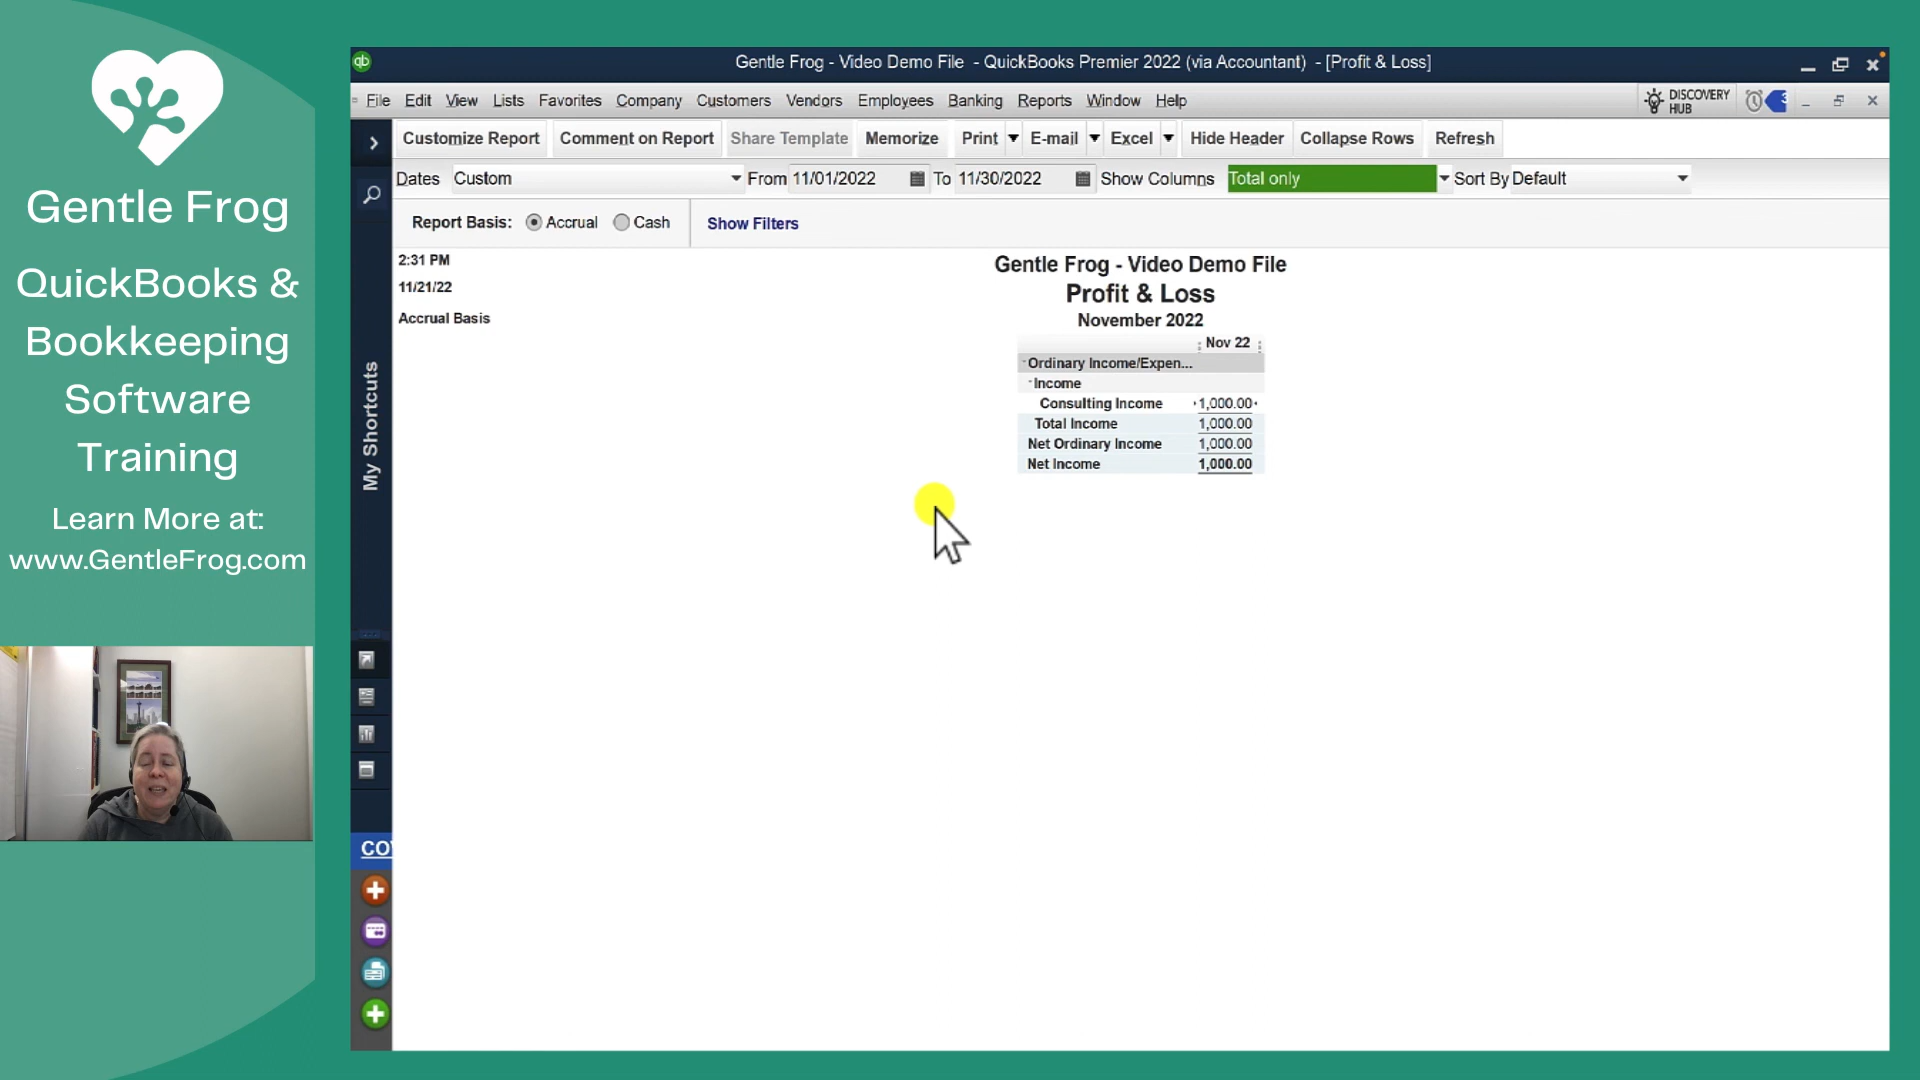 Gentle Frog
QuickBooks &
Bookkeeping
Software
Training
Learn More at:
www.GentleFrog.com
qb
Gentle Frog - Video Demo File - QuickBooks Premier 2022 (via Accountant) - [Profit & Loss]
File Edit View Lists Favorites Company Customers Vendors Employees Banking Reports Window Help
DISCOVERY
HUB
3
Customize Report Comment on Report Share Template Memorize Print E-mail Excel Hide Header Collapse Rows Refresh
Dates Custom From 11/01/2022 To 11/30/2022 Show Columns Total only Sort By Default
Report Basis: Accrual Cash Show Filters
My Shortcuts
COV
2:31 PM
11/21/22
Accrual Basis
Gentle Frog - Video Demo File
Profit & Loss
November 2022
Nov 22
Ordinary Income/Expen...
Income
Consulting Income 1,000.00
Total Income 1,000.00
Net Ordinary Income 1,000.00
Net Income 1,000.00